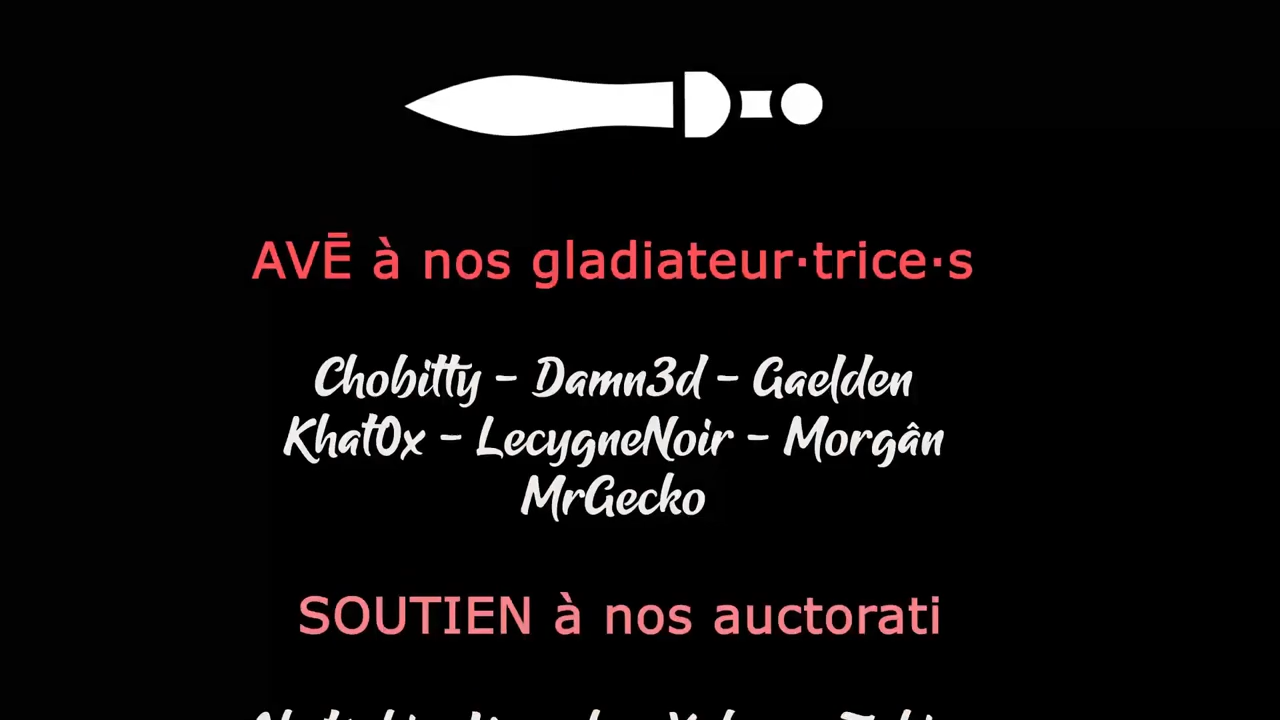 AVĒ à nos gladiateur·trice·s
Chobitty - Damn3d - Gaelden
Khat0x - LecygneNoir - Morgân
MrGecko
SOUTIEN à nos auctorati